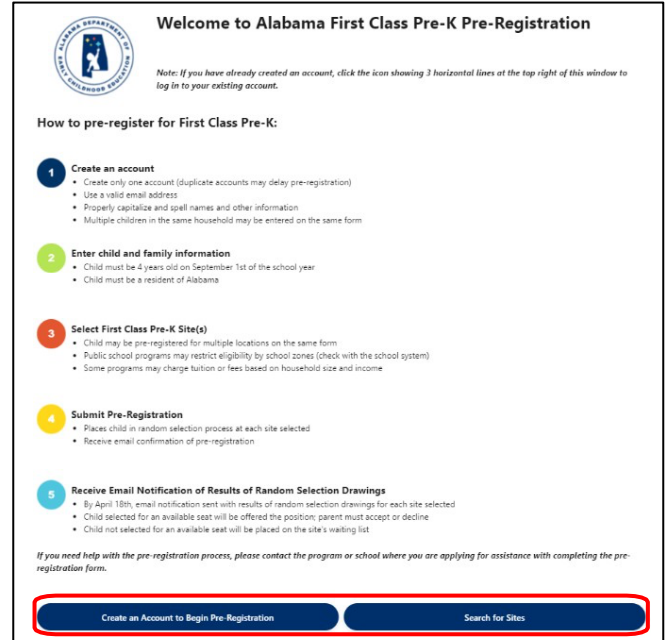 ALABAMA DEPARTMENT OF
EARLY CHILDHOOD EDUCATION
Welcome to Alabama First Class Pre-K Pre-Registration
Note: If you have already created an account, click the icon showing 3 horizontal lines at the top right of this window to
log in to your existing account.
How to pre-register for First Class Pre-K:
1 Create an account
• Create only one account (duplicate accounts may delay pre-registration)
• Use a valid email address
• Properly capitalize and spell names and other information
• Multiple children in the same household may be entered on the same form
2 Enter child and family information
• Child must be 4 years old on September 1st of the school year
• Child must be a resident of Alabama
3 Select First Class Pre-K Site(s)
• Child may be pre-registered for multiple locations on the same form
• Public school programs may restrict eligibility by school zones (check with the school system)
• Some programs may charge tuition or fees based on household size and income
4 Submit Pre-Registration
• Places child in random selection process at each site selected
• Receive email confirmation of pre-registration
5 Receive Email Notification of Results of Random Selection Drawings
• By April 18th, email notification sent with results of random selection drawings for each site selected
• Child selected for an available seat will be offered the position; parent must accept or decline
• Child not selected for an available seat will be placed on the site's waiting list
If you need help with the pre-registration process, please contact the program or school where you are applying for assistance with completing the pre-
registration form.
Create an Account to Begin Pre-Registration
Search for Sites